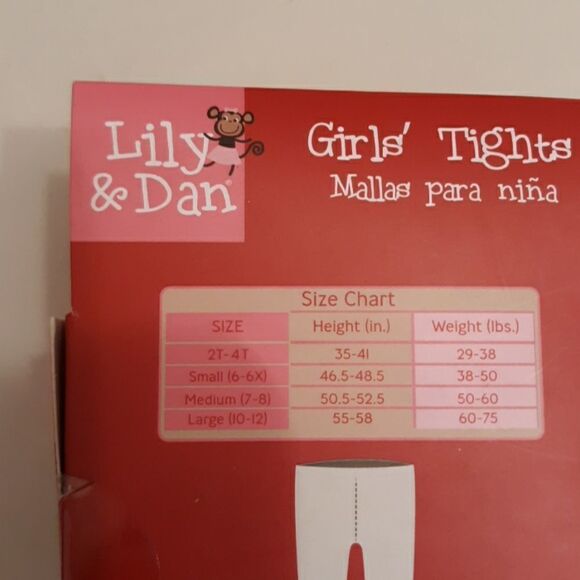 Lily
& Dan®
Girls' Tights
Mallas para niña
Size Chart
SIZE Height (in.) Weight (lbs.)
2T-4T 35-41 29-38
Small (6-6X) 46.5-48.5 38-50
Medium (7-8) 50.5-52.5 50-60
Large (10-12) 55-58 60-75